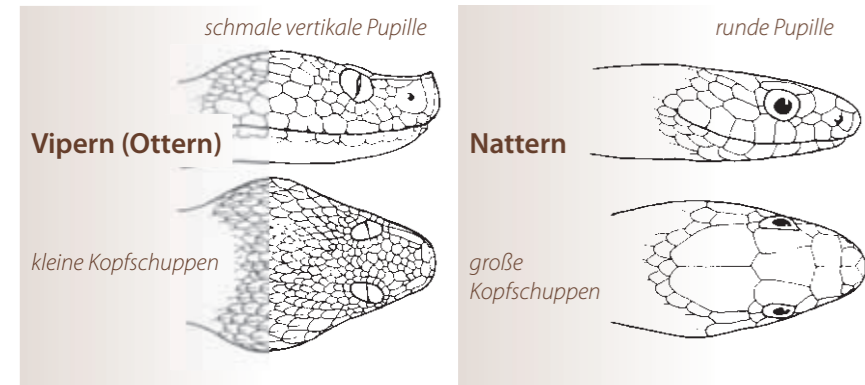 schmale vertikale Pupille
Vipern (Ottern)
kleine Kopfschuppen
runde Pupille
Nattern
große
Kopfschuppen